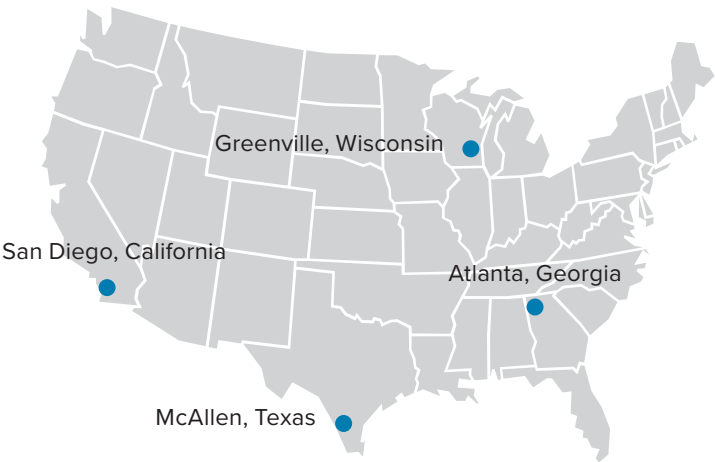 Greenville, Wisconsin
San Diego, California
Atlanta, Georgia
McAllen, Texas